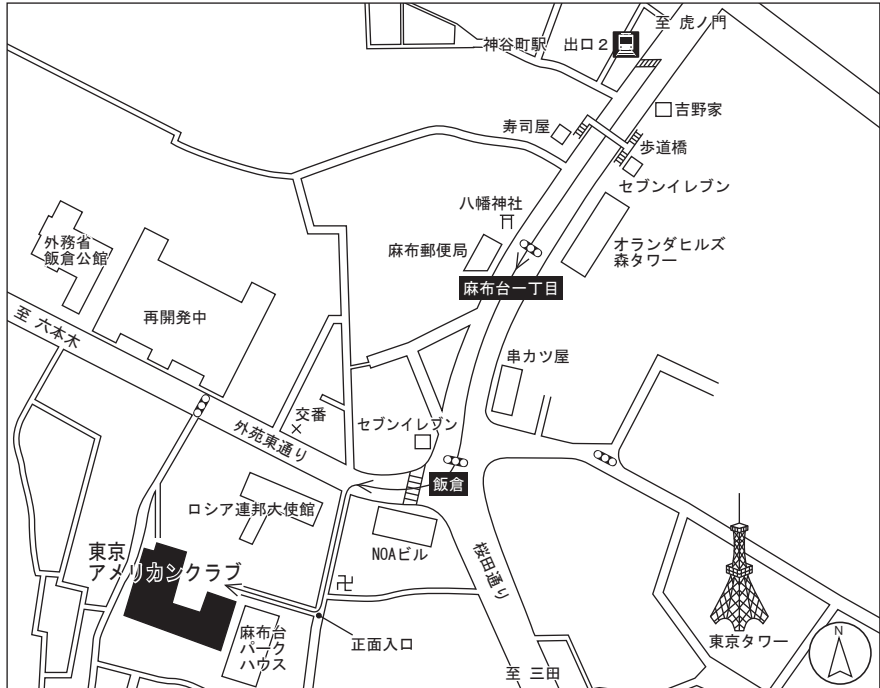 至 虎ノ門
神谷町駅 出口2
吉野家
寿司屋
歩道橋
セブンイレブン
八幡神社
麻布郵便局
オランダヒルズ
森タワー
外務省
飯倉公館
麻布台一丁目
再開発中
至 六本木
串カツ屋
交番
セブンイレブン
外苑東通り
飯倉
ロシア連邦大使館
NOAビル
桜田通り
東京
アメリカンクラブ
卍
麻布台
パーク
ハウス
正面入口
東京タワー
至 三田
N